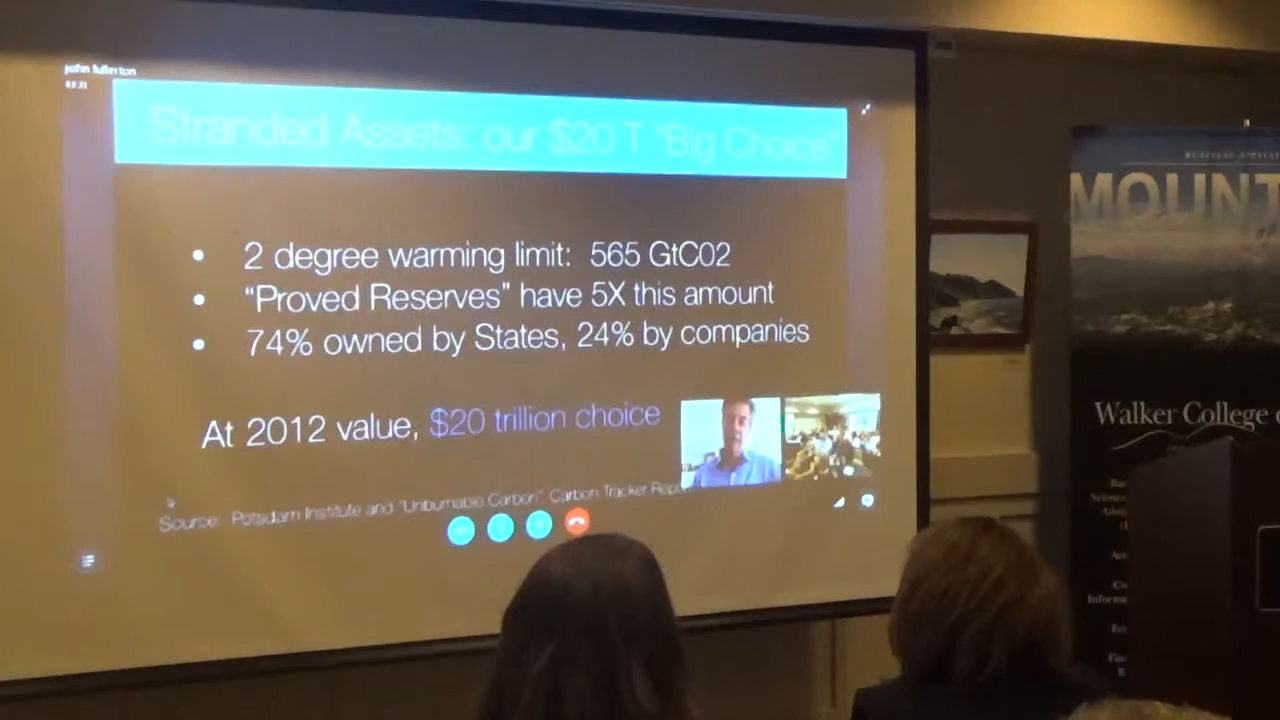 john fullerton
Stranded Assets: our $20 T "Big Choice"
• 2 degree warming limit: 565 GtC02
• "Proved Reserves" have 5X this amount
• 74% owned by States, 24% by companies
At 2012 value, $20 trillion choice
Source: Potsdam Institute and "Unburnable Carbon" Carbon Tracker
MOUNT
Walker College